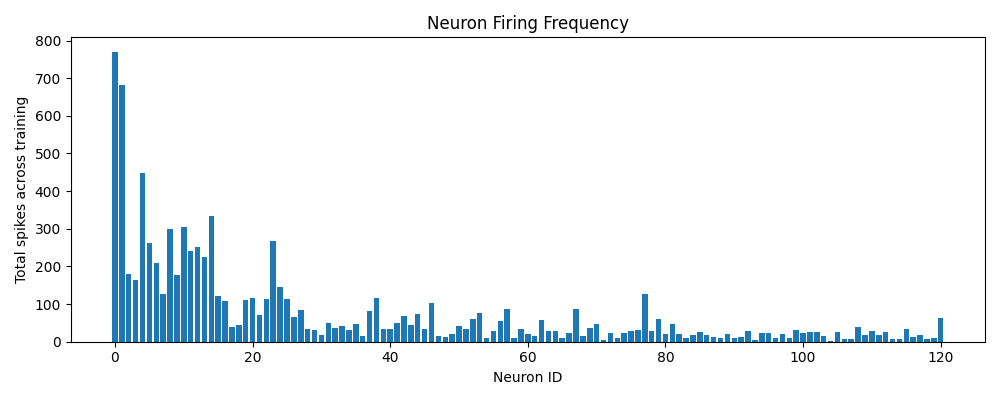 Neuron Firing Frequency
Total spikes across training
800
700
600
500
400
300
200
100
0
0 20 40 60 80 100 120
Neuron ID